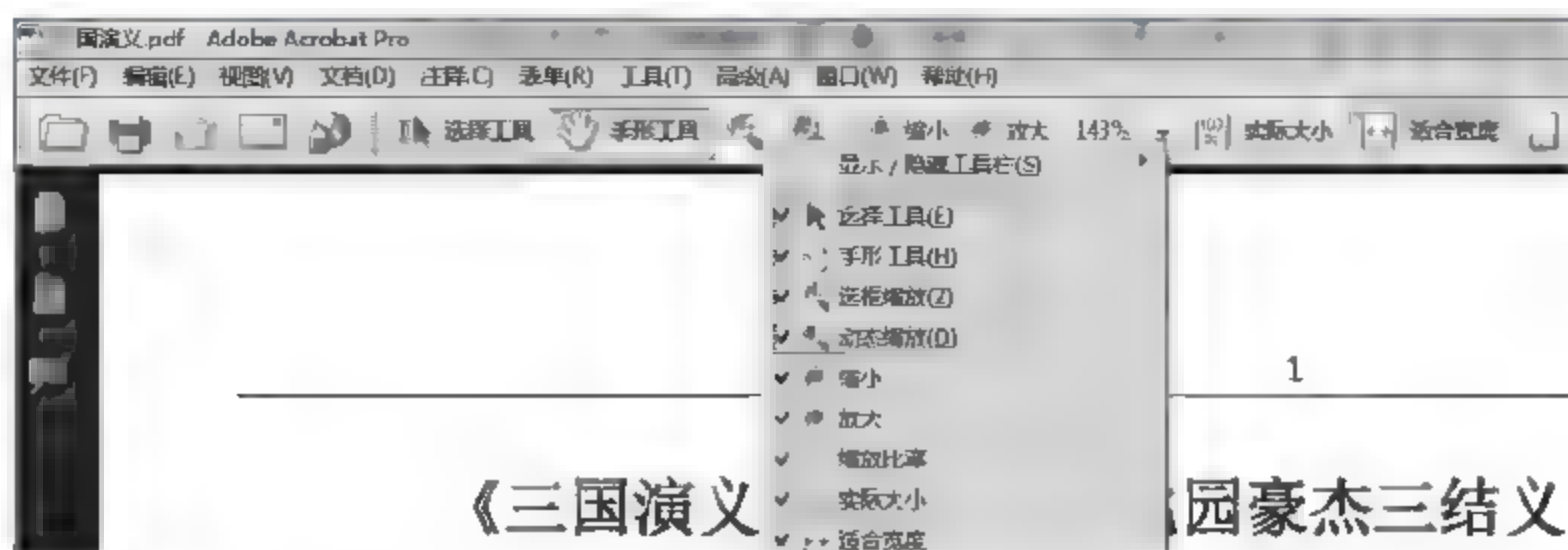 国演义.pdf Adobe Acrobat Pro
文件(F) 编辑(E) 视图(V) 文档(D) 注释(C) 表单(R) 工具(T) 高级(A) 窗口(W) 帮助(H)
选择工具 手形工具 缩小 放大 143% 实际大小 适合宽度
显示/隐藏工具栏(S)
选择工具(E)
手形工具(H)
选框缩放(Z)
动态缩放(D)
缩小
1
放大
缩放比率
《三国演义 园豪杰三结义
实际大小
适合宽度